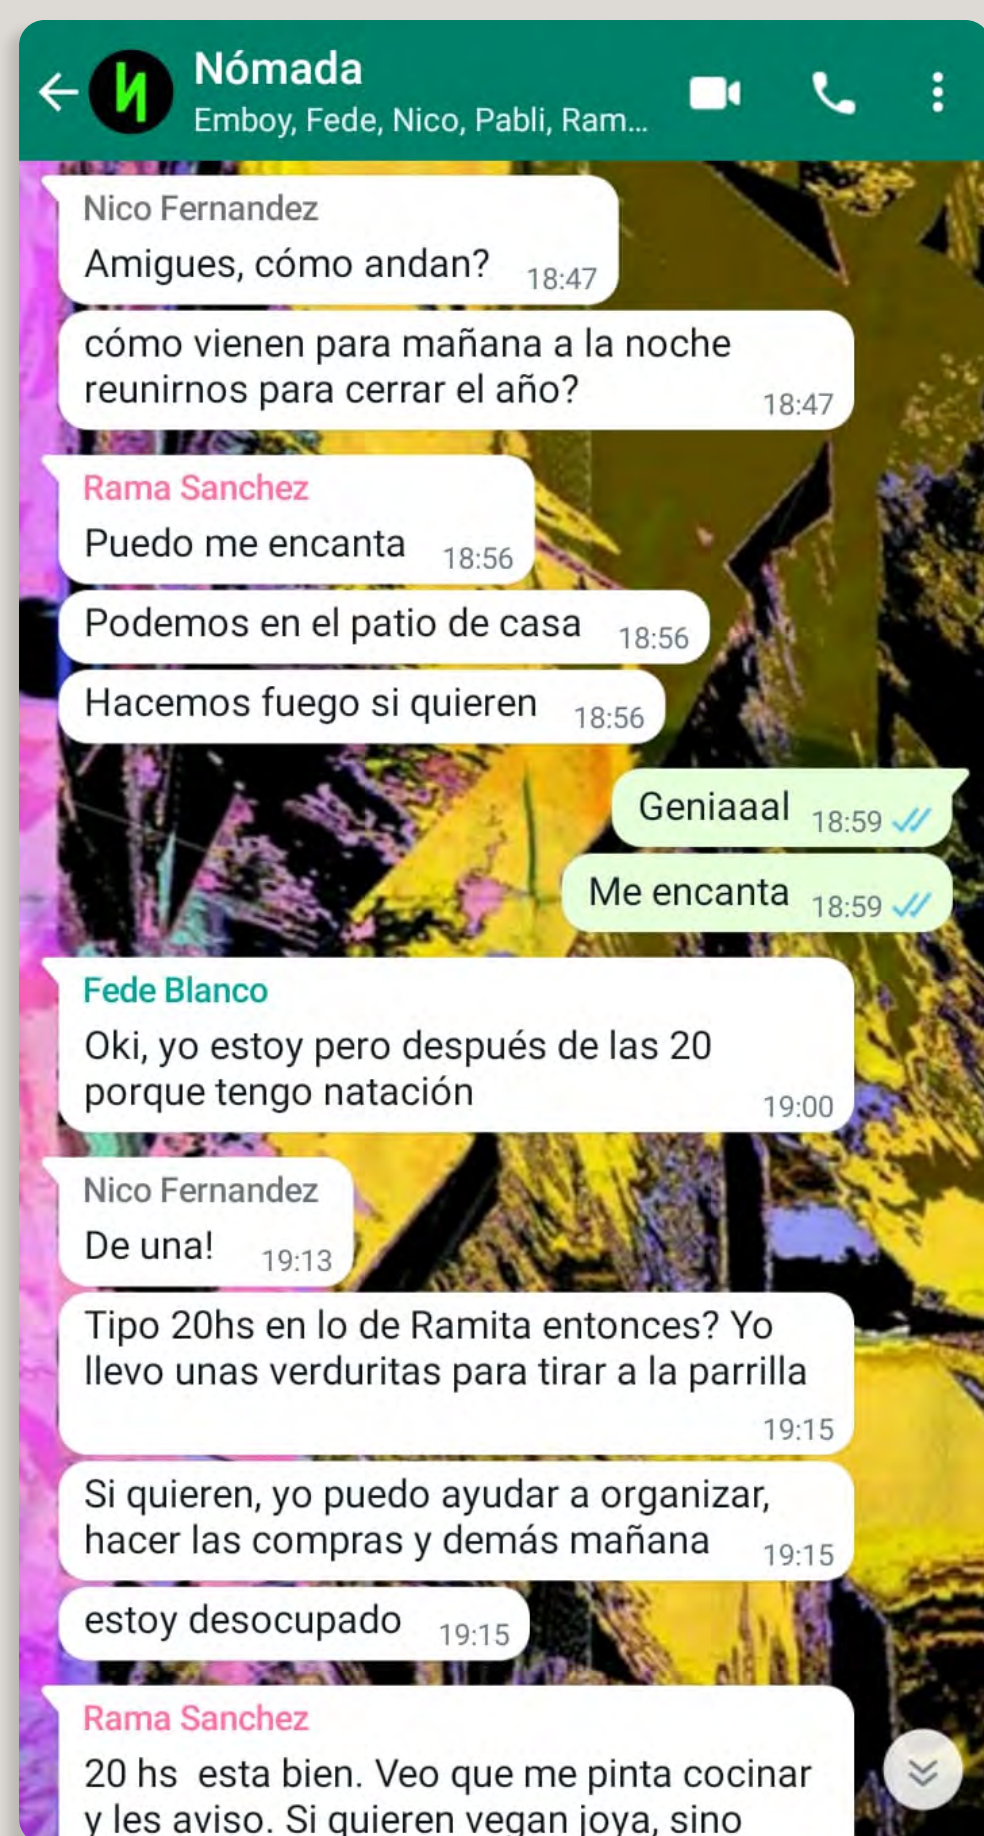 Nómada
Emboy, Fede, Nico, Pabli, Ram...
Nico Fernandez
Amigues, cómo andan?
18:47
cómo vienen para mañana a la noche
reunirnos para cerrar el año?
18:47
Rama Sanchez
Puedo me encanta
18:56
Podemos en el patio de casa
18:56
Hacemos fuego si quieren
18:56
Geniaaal
18:59
Me encanta
18:59
Fede Blanco
Oki, yo estoy pero después de las 20
porque tengo natación
19:00
Nico Fernandez
De una!
19:13
Tipo 20hs en lo de Ramita entonces? Yo
llevo unas verduritas para tirar a la parrilla
19:15
Si quieren, yo puedo ayudar a organizar,
hacer las compras y demás mañana
19:15
estoy desocupado
19:15
Rama Sanchez
20 hs  esta bien. Veo que me pinta cocinar
y les aviso. Si quieren vegan joya, sino